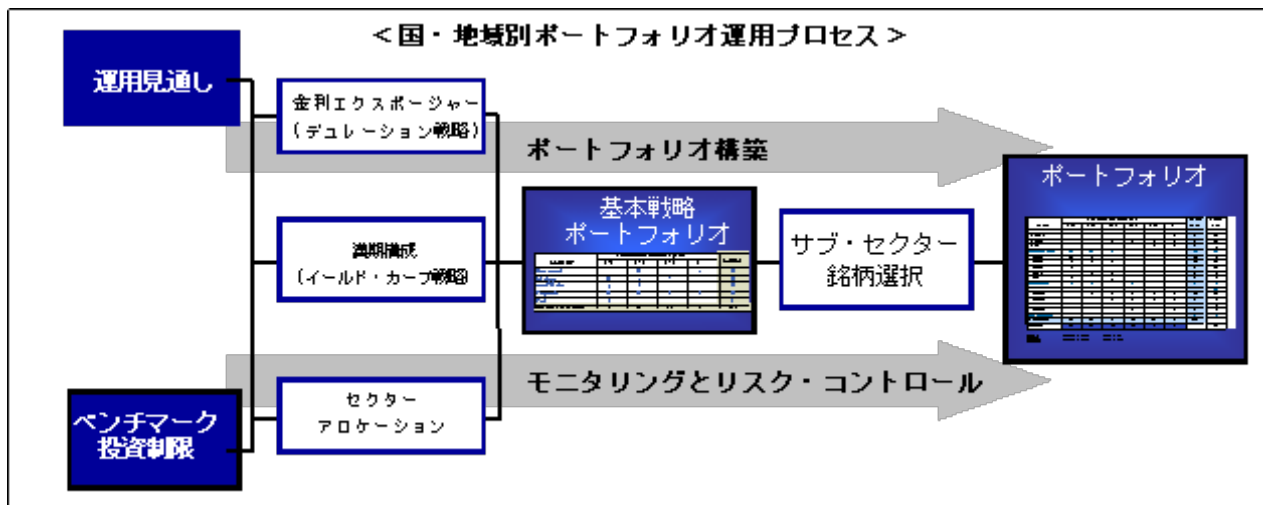 ＜国・地域別ポートフォリオ運用プロセス＞
運用見通し
金利エクスポージャー
（デュレーション戦略）
ポートフォリオ構築
満期構成
（イールド・カーブ戦略）
基本戦略
ポートフォリオ
サブ・セクター
銘柄選択
ポートフォリオ
モニタリングとリスク・コントロール
セクター
アロケーション
ベンチマーク
投資制限